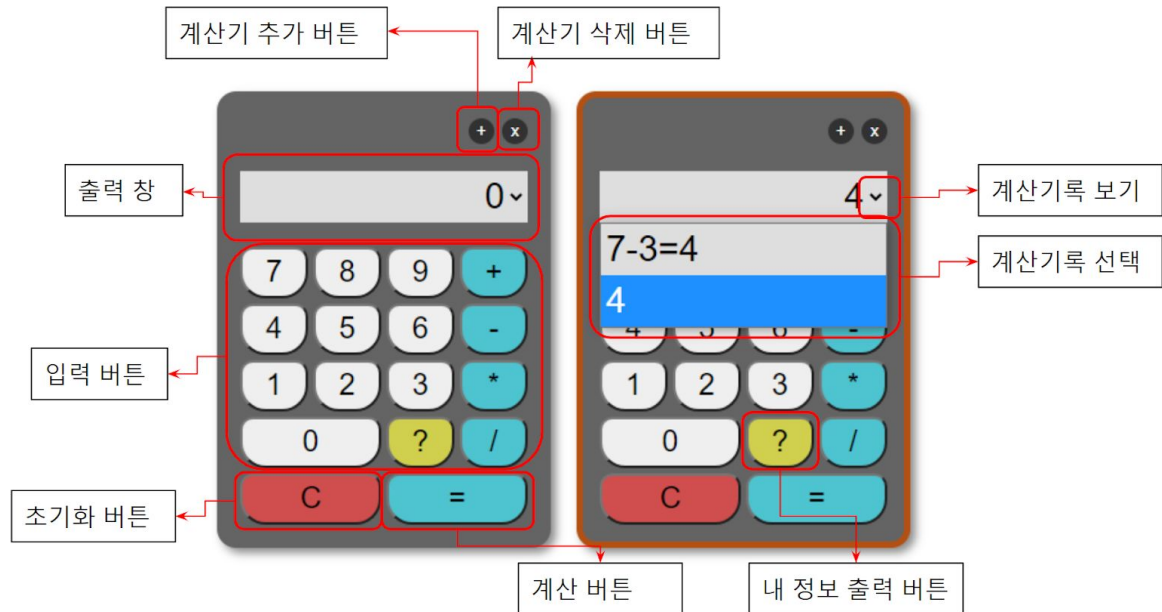 계산기 추가 버튼
계산기 삭제 버튼
+ x
+ x
출력 창
0
4
계산기록 보기
7-3=4
4
계산기록 선택
7 8 9 +
4 5 6 -
1 2 3 *
0 ? /
C =
입력 버튼
초기화 버튼
4 5 6 -
1 2 3 *
0 ? /
C =
계산 버튼
내 정보 출력 버튼